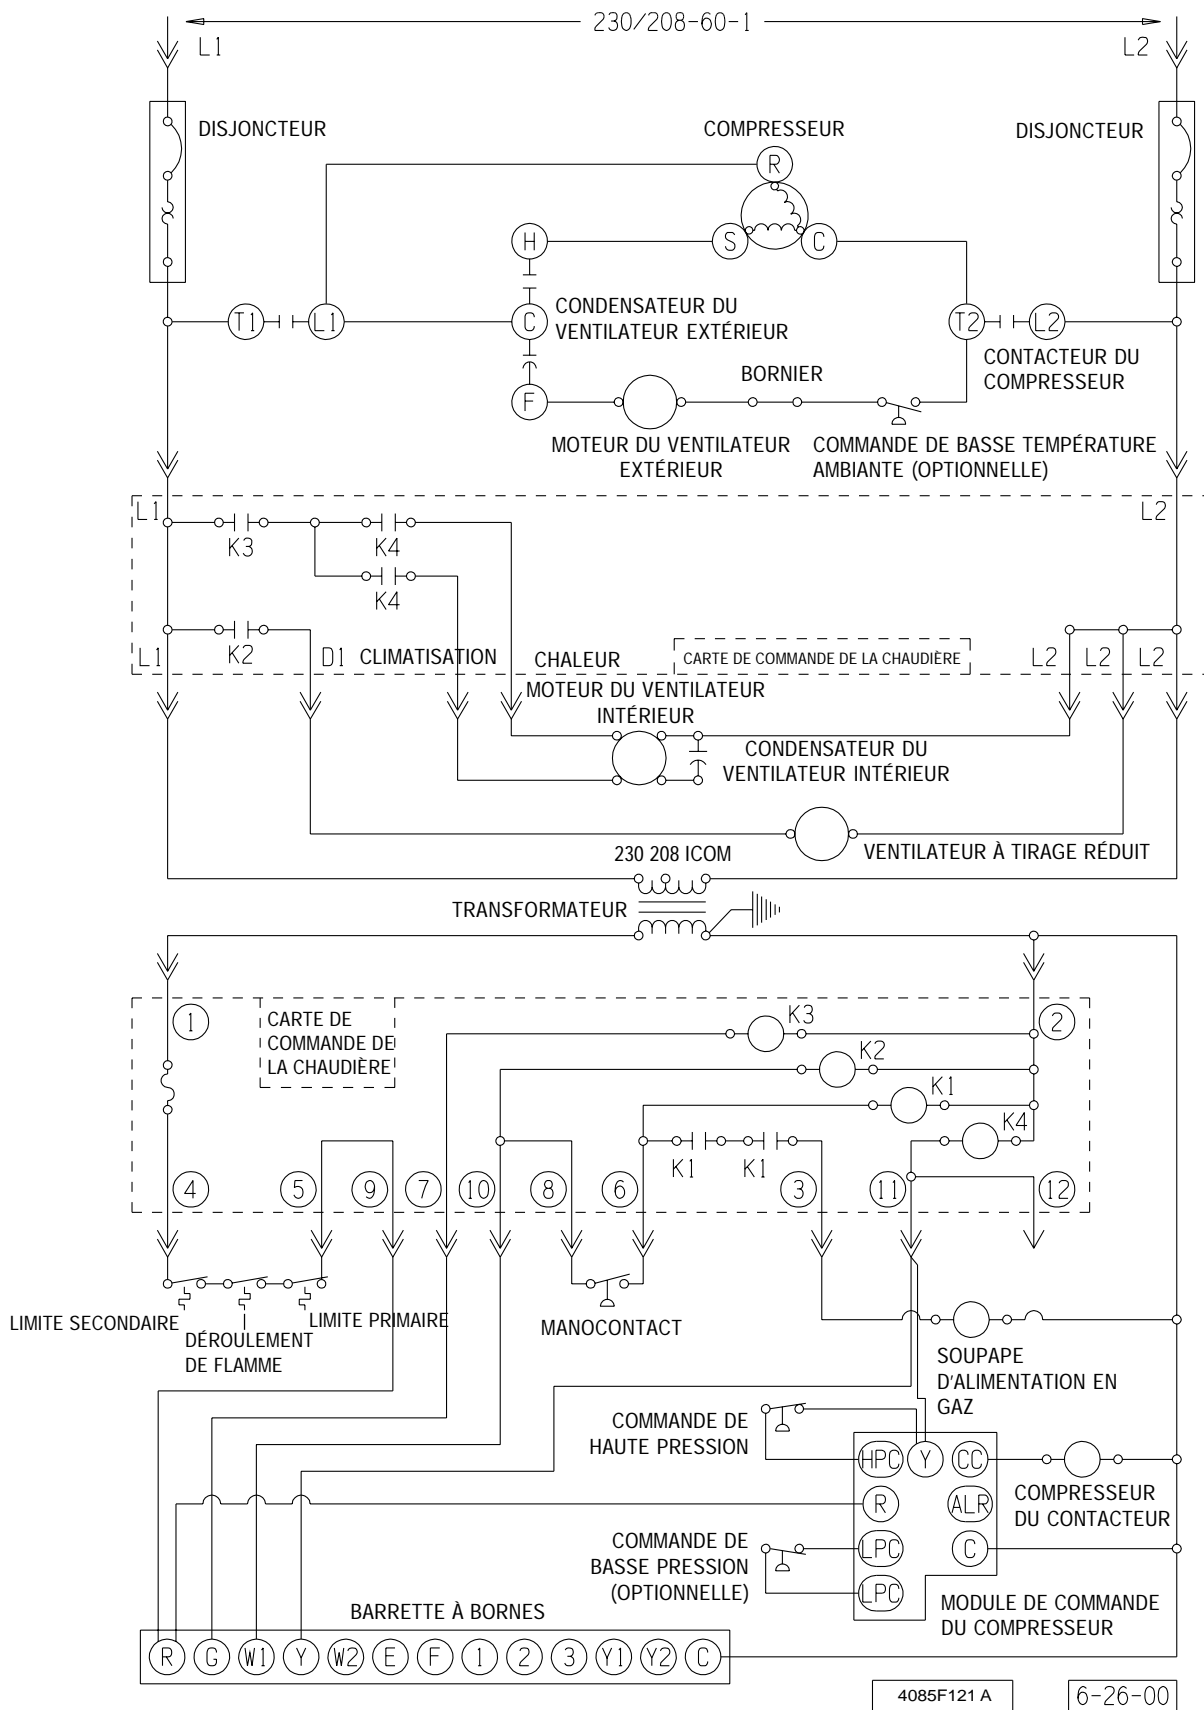 230/208-60-1
L1
L2
DISJONCTEUR
COMPRESSEUR
DISJONCTEUR
R
H
S
C
T1
L1
C
CONDENSATEUR DU
VENTILATEUR EXTÉRIEUR
T2
L2
CONTACTEUR DU
COMPRESSEUR
BORNIER
F
MOTEUR DU VENTILATEUR
EXTÉRIEUR
COMMANDE DE BASSE TEMPÉRATURE
AMBIANTE (OPTIONNELLE)
L1
L2
K3
K4
K4
K2
L1
D1
CLIMATISATION
CHALEUR
CARTE DE COMMANDE DE LA CHAUDIÈRE
L2
L2
L2
MOTEUR DU VENTILATEUR
INTÉRIEUR
CONDENSATEUR DU
VENTILATEUR INTÉRIEUR
VENTILATEUR À TIRAGE RÉDUIT
230 208 ICOM
TRANSFORMATEUR
1
CARTE DE
COMMANDE DE
LA CHAUDIÈRE
K3
2
K2
K1
K4
K1
K1
4
5
9
7
10
8
6
3
11
12
LIMITE SECONDAIRE
DÉROULEMENT
DE FLAMME
LIMITE PRIMAIRE
MANOCONTACT
SOUPAPE
D'ALIMENTATION EN
GAZ
COMMANDE DE
HAUTE PRESSION
HPC
Y
CC
R
ALR
LPC
C
LPC
COMPRESSEUR
DU CONTACTEUR
COMMANDE DE
BASSE PRESSION
(OPTIONNELLE)
MODULE DE COMMANDE
DU COMPRESSEUR
BARRETTE À BORNES
R G W1 Y W2 E F 1 2 3 Y1 Y2 C
4085F121 A
6-26-00